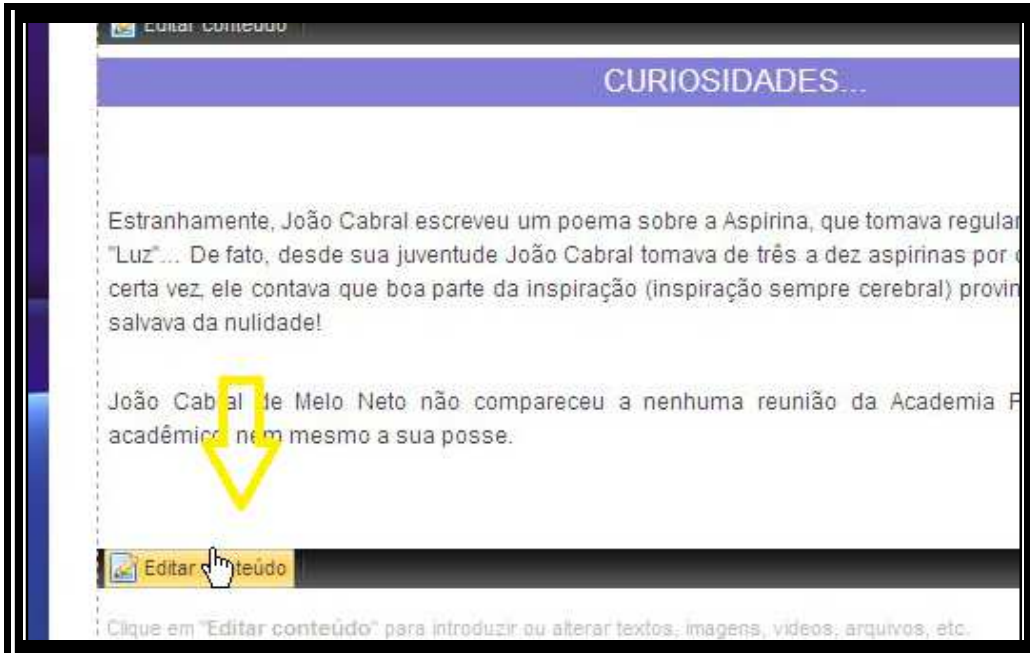 Editar conteúdo
CURIOSIDADES...
Estranhamente, João Cabral escreveu um poema sobre a Aspirina, que tomava regular
"Luz"... De fato, desde sua juventude João Cabral tomava de três a dez aspirinas por
certa vez, ele contava que boa parte da inspiração (inspiração sempre cerebral) provin
salvava da nulidade!
João Cabral de Melo Neto não compareceu a nenhuma reunião da Academia
acadêmico, nem mesmo a sua posse.
Editar conteúdo
Clique em "Editar conteúdo" para introduzir ou alterar textos, imagens, videos, arquivos, etc.